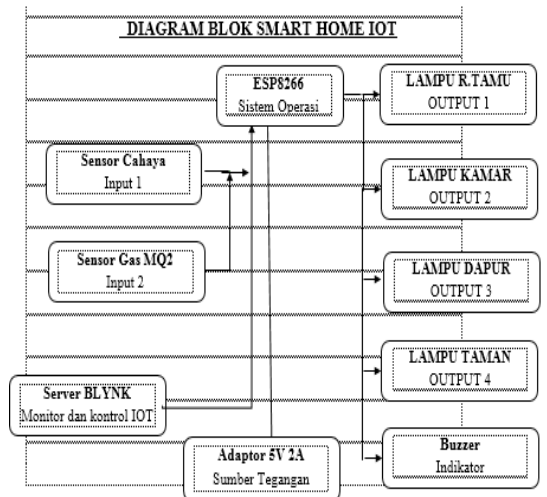 DIAGRAM BLOK SMART HOME IOT
ESP8266
Sistem Operasi
LAMPU R.TAMU
OUTPUT 1
Sensor Cahaya
Input 1
LAMPU KAMAR
OUTPUT 2
Sensor Gas MQ2
Input 2
LAMPU DAPUR
OUTPUT 3
LAMPU TAMAN
OUTPUT 4
Server BLYNK
Monitor dan kontrol IOT
Adaptor 5V 2A
Sumber Tegangan
Buzzer
Indikator